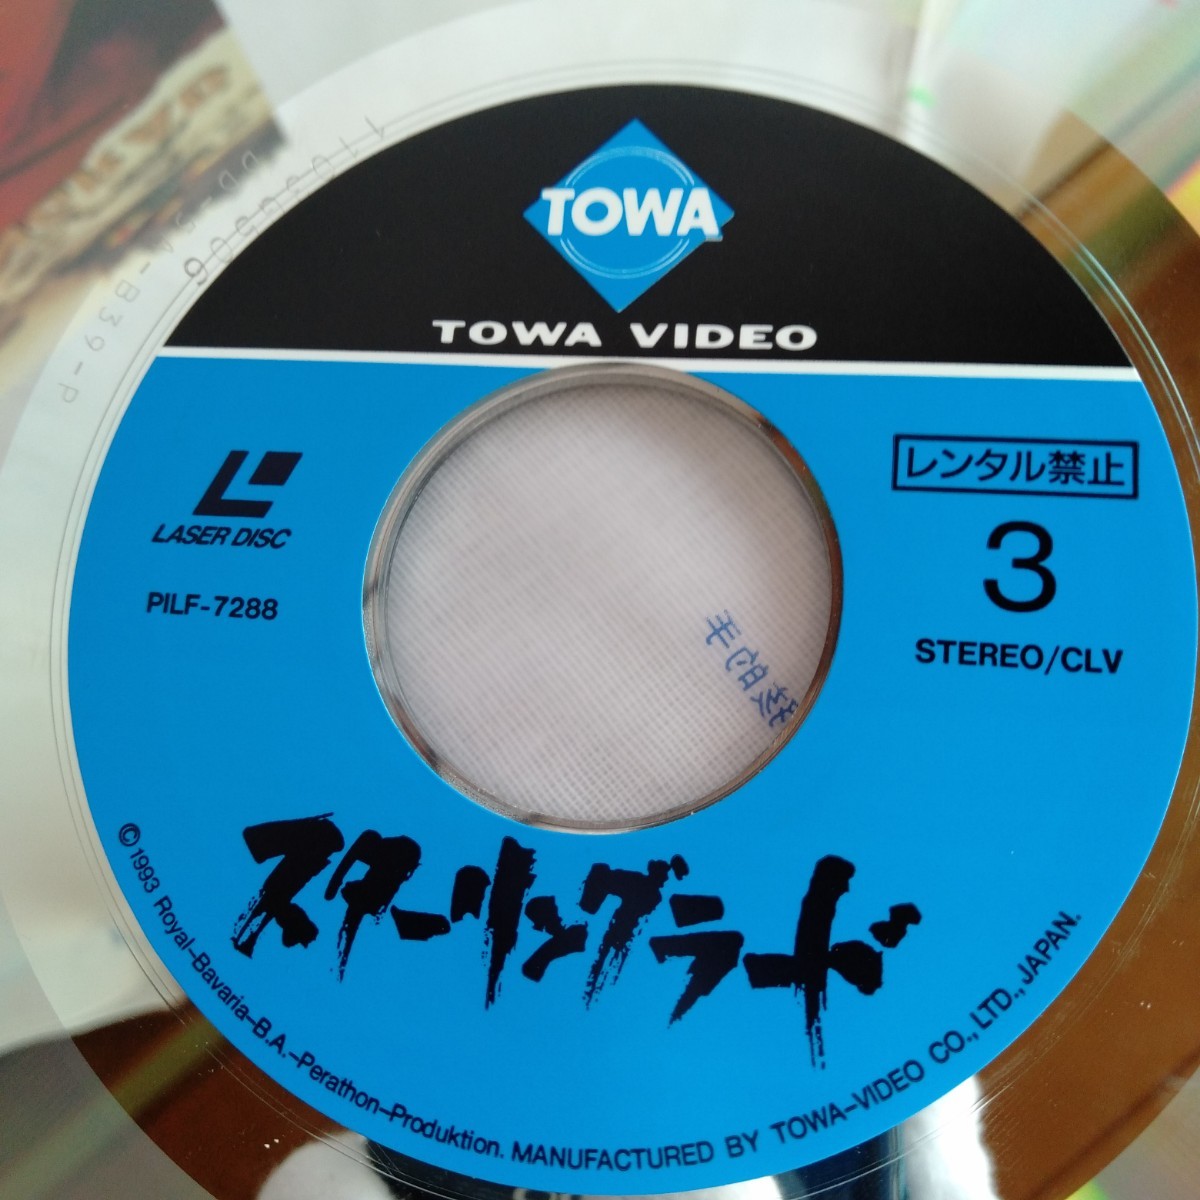 TOWA
TOWA VIDEO
LASER DISC
PILF-7288
レンタル禁止
3
STEREO/CLV
スターリングラード
©1993 Royal-Bavaria-B.A.-Perathon-Produktion. MANUFACTURED BY TOWA-VIDEO CO., LTD., JAPAN.